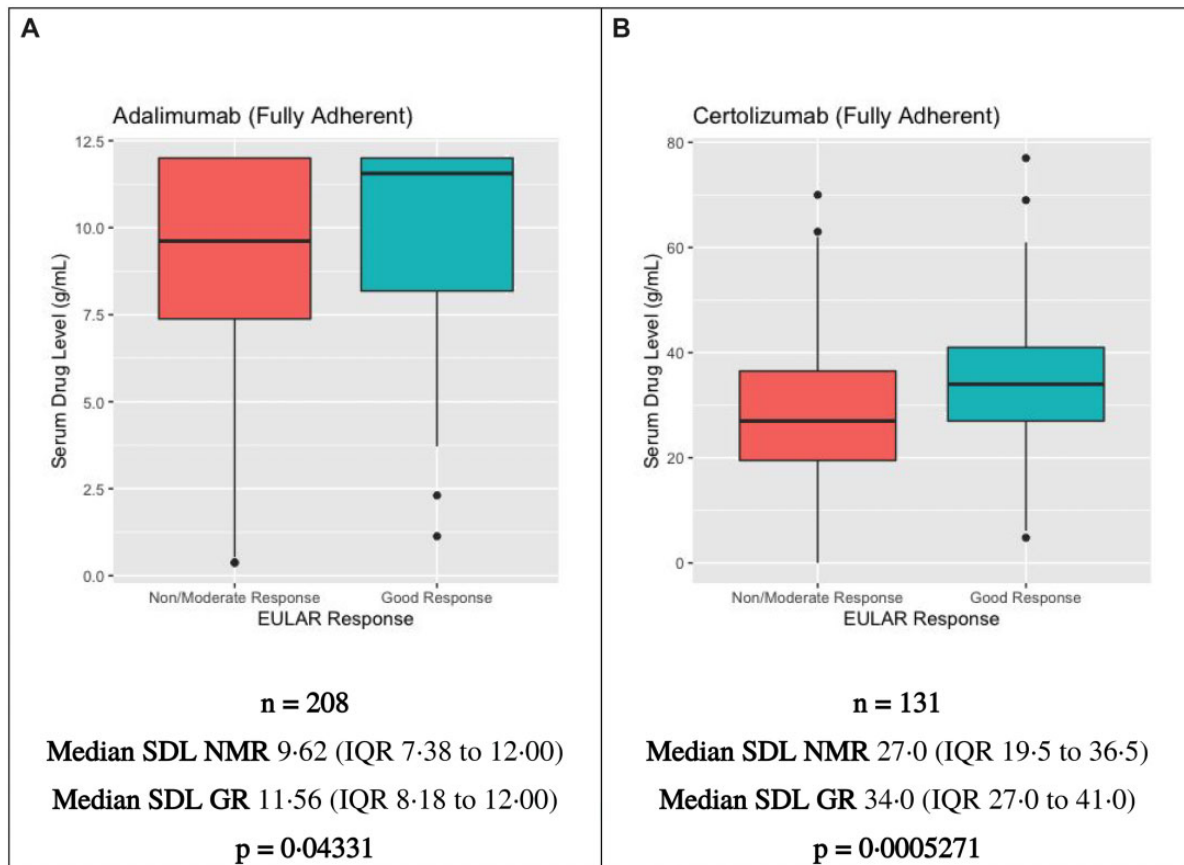 A
Adalimumab (Fully Adherent)
12.5
10.0
7.5
5.0
2.5
0.0
Serum Drug Level (g/mL)
Non/Moderate Response
Good Response
EULAR Response
n = 208
Median SDL NMR 9·62 (IQR 7·38 to 12·00)
Median SDL GR 11·56 (IQR 8·18 to 12·00)
p = 0·04331
B
Certolizumab (Fully Adherent)
80
60
40
20
0
Serum Drug Level (g/mL)
Non/Moderate Response
Good Response
EULAR Response
n = 131
Median SDL NMR 27·0 (IQR 19·5 to 36·5)
Median SDL GR 34·0 (IQR 27·0 to 41·0)
p = 0·0005271